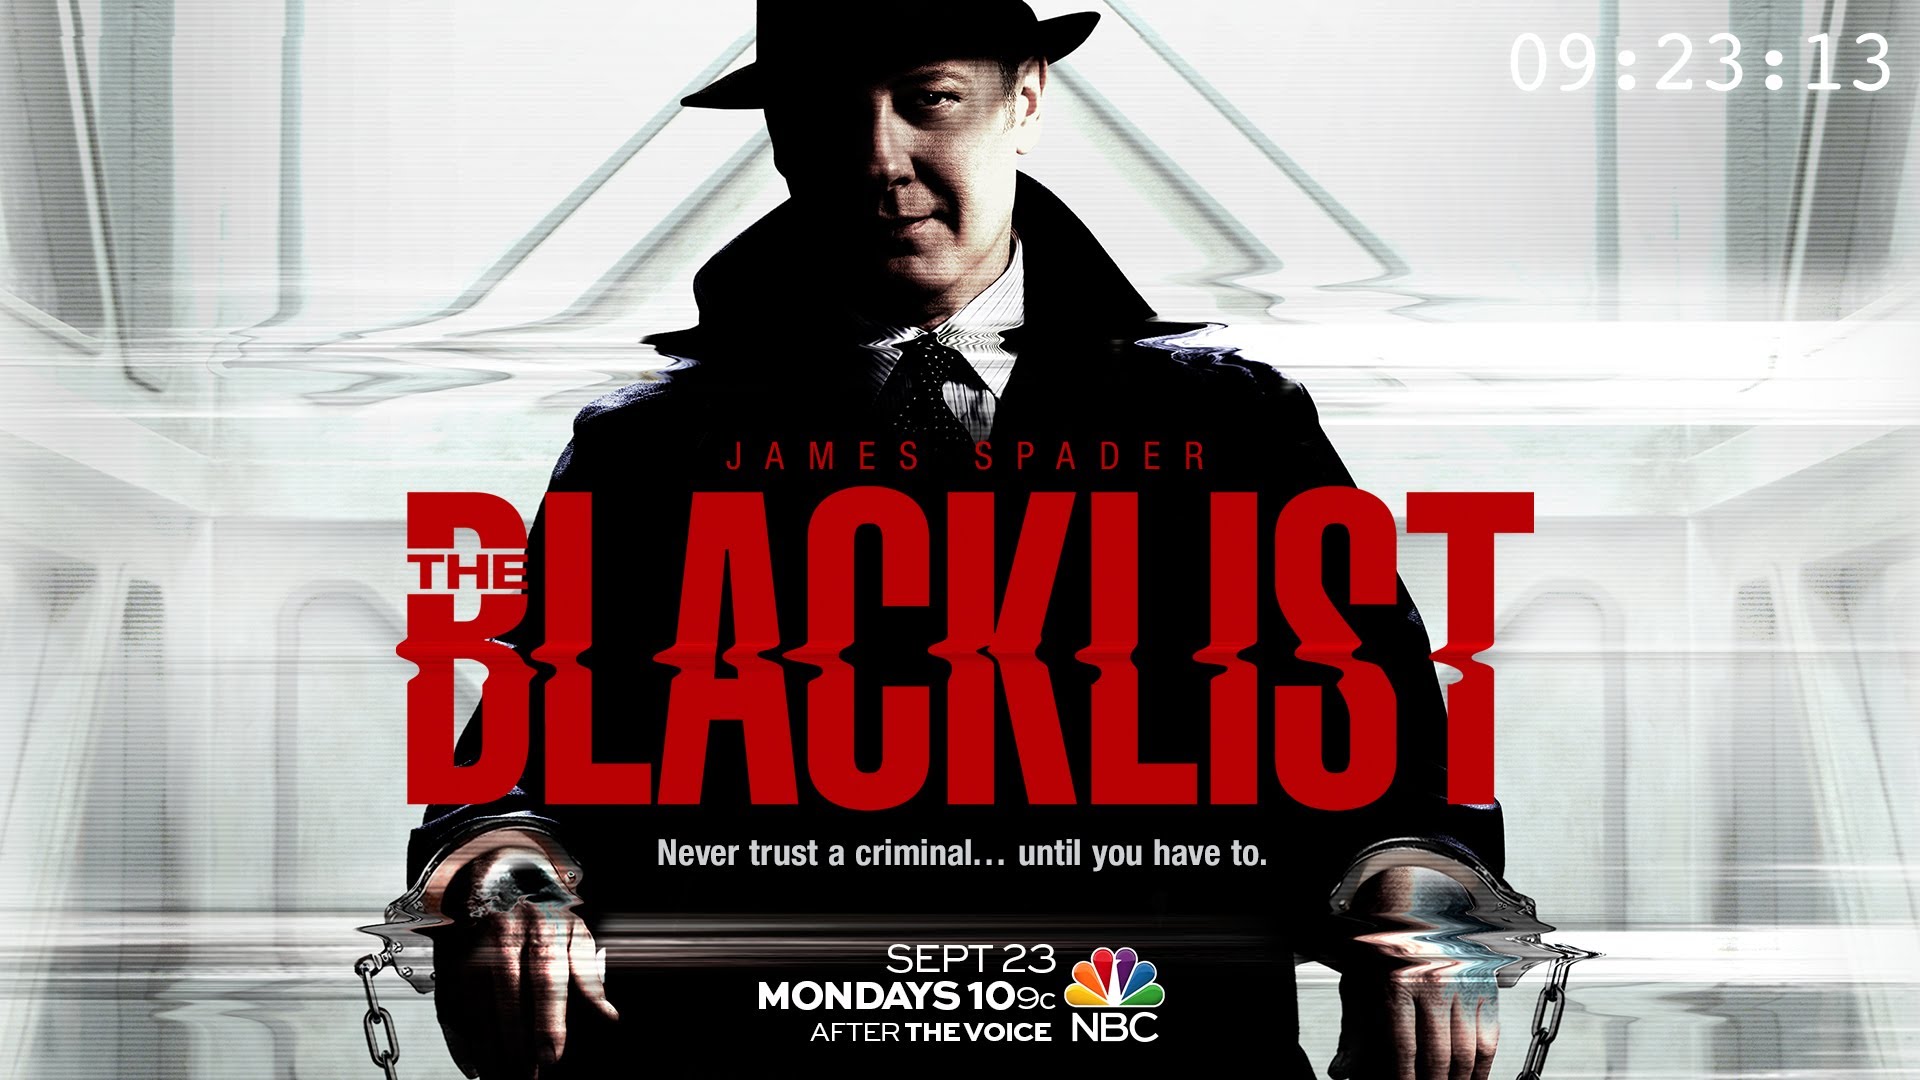 09:23:13
JAMES SPADER
THE
BLACKLIST
Never trust a criminal... until you have to.
SEPT 23
MONDAYS 10 9c
AFTER THE VOICE
NBC